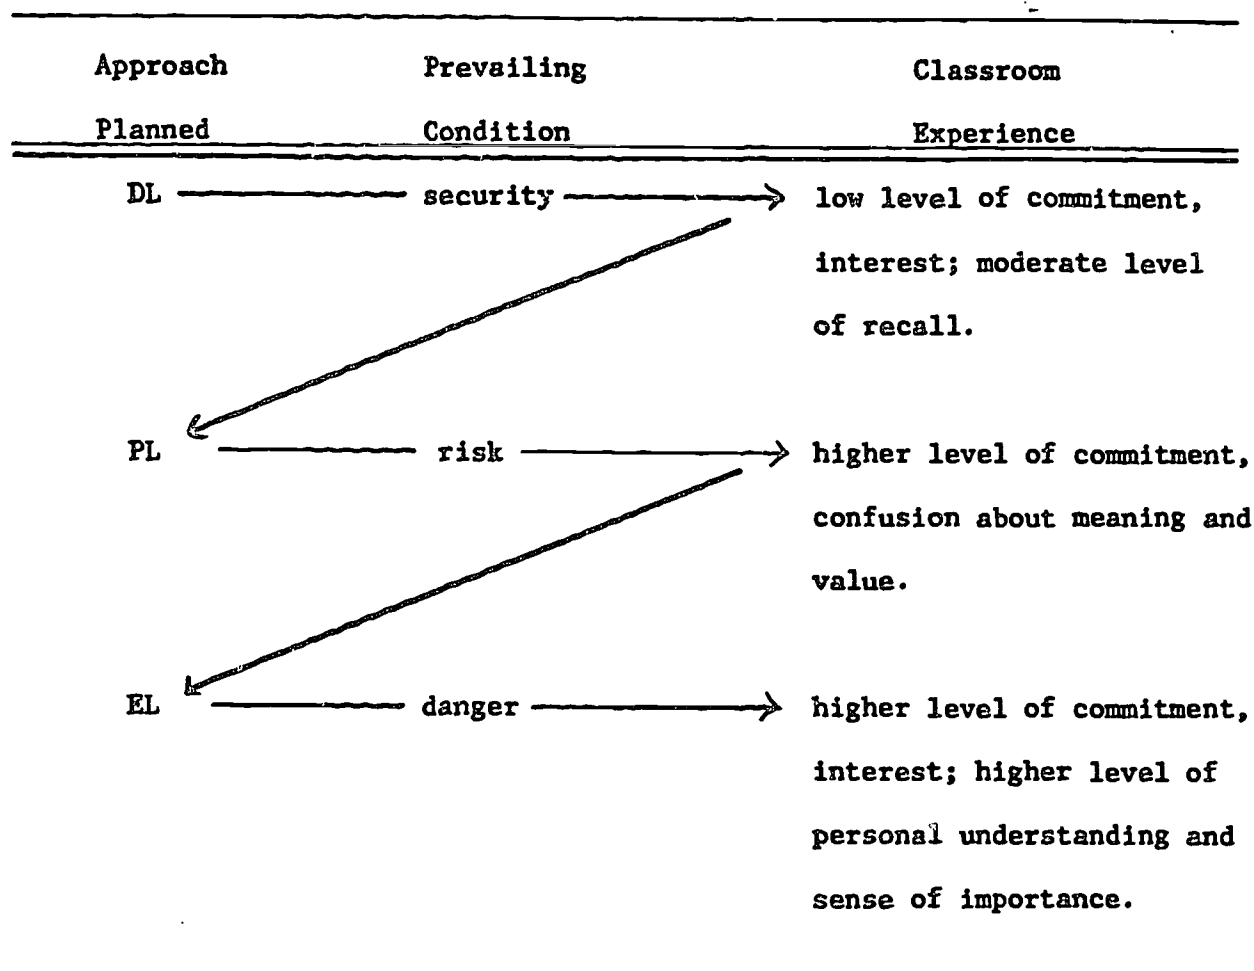 Approach Prevailing Classroom
Planned Condition Experience
DL security low level of commitment,
interest; moderate level
of recall.
PL risk higher level of commitment,
confusion about meaning and
value.
EL danger higher level of commitment,
interest; higher level of
personal understanding and
sense of importance.